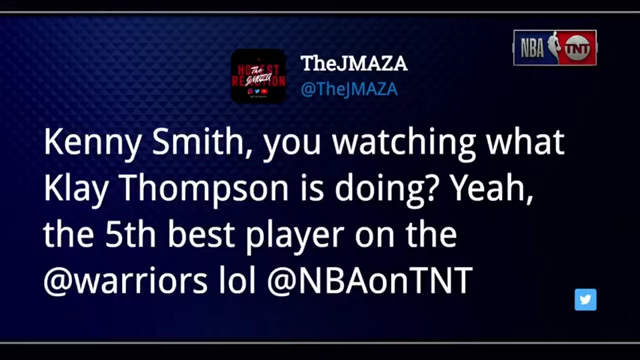 NBA TNT
TheJMAZA
@TheJMAZA
Kenny Smith, you watching what
Klay Thompson is doing? Yeah,
the 5th best player on the
@warriors lol @NBAonTNT